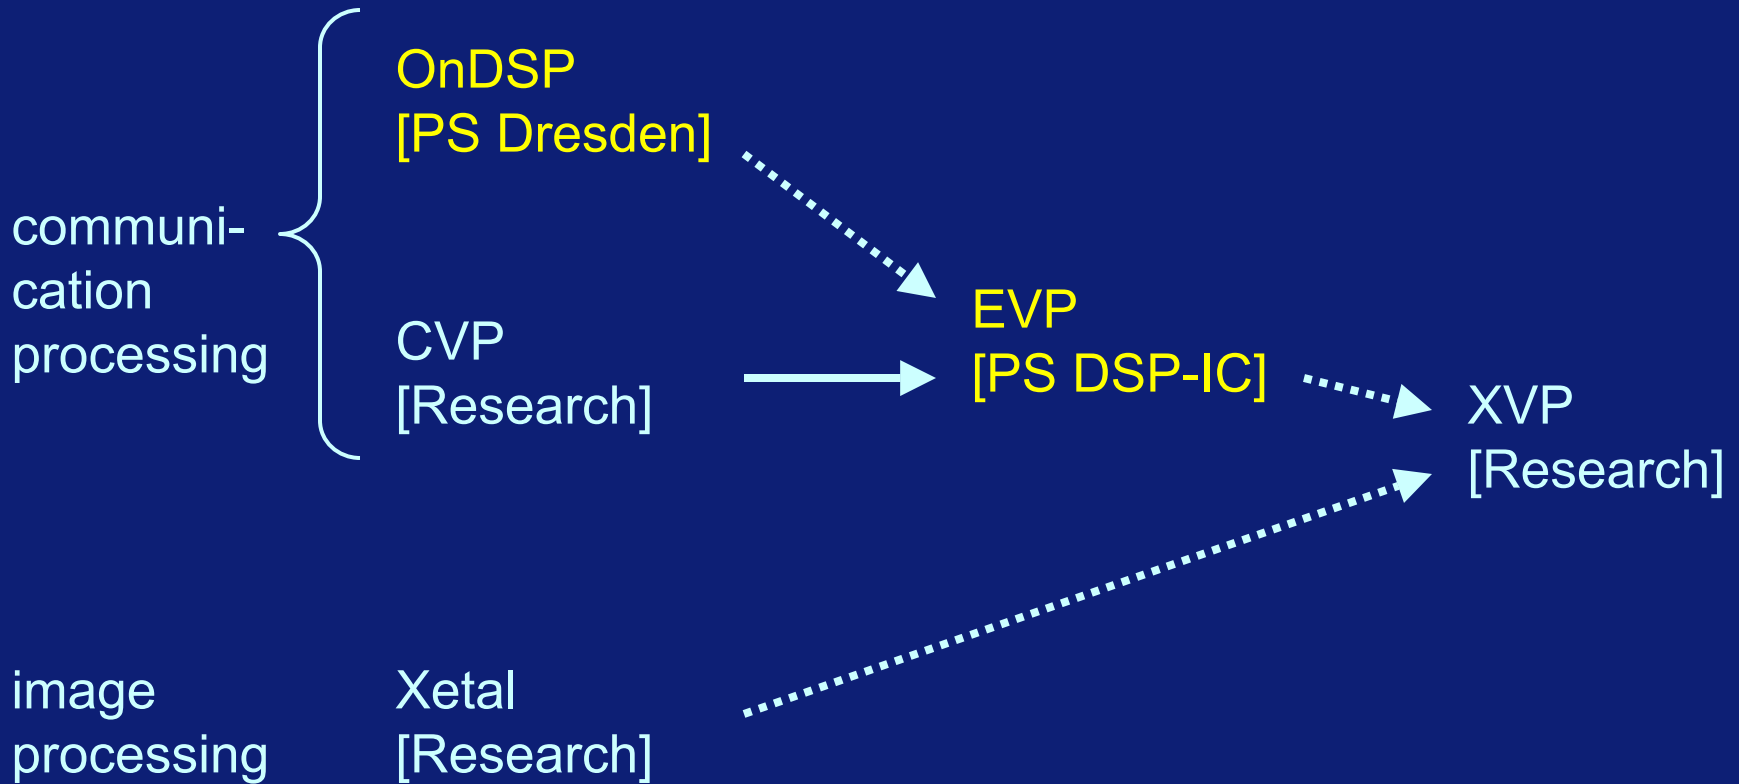 OnDSP
[PS Dresden]
communi-
cation
processing
CVP
[Research]
EVP
[PS DSP-IC]
XVP
[Research]
image
processing
Xetal
[Research]